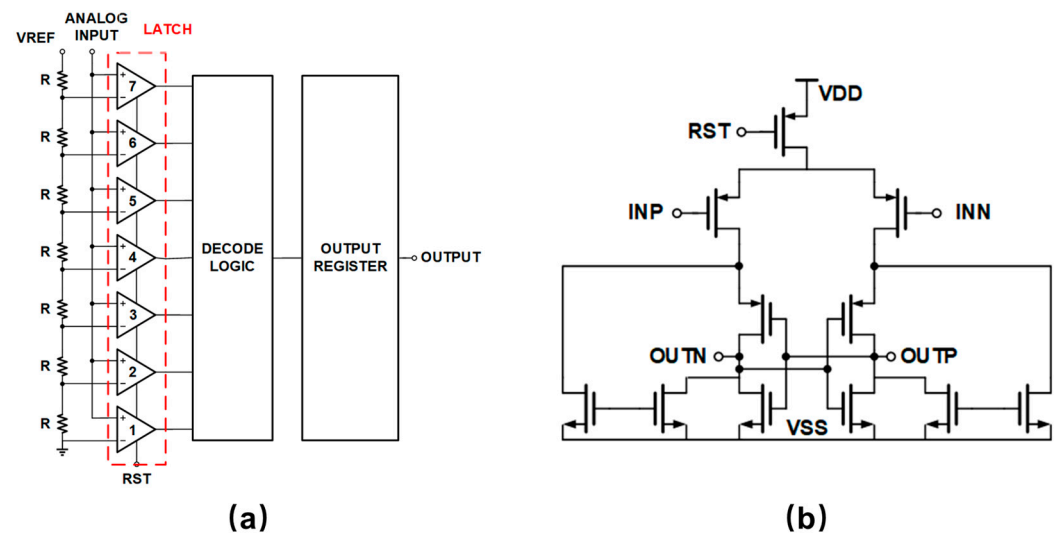 ANALOG
INPUT
LATCH
VREF
R
+
−
7
R
+
−
6
R
+
−
5
R
+
−
4
R
+
−
3
R
+
−
2
R
+
−
1
RST
DECODE
LOGIC
OUTPUT
REGISTER
OUTPUT
(a)
VDD
RST
INP
INN
OUTN
OUTP
VSS
(b)